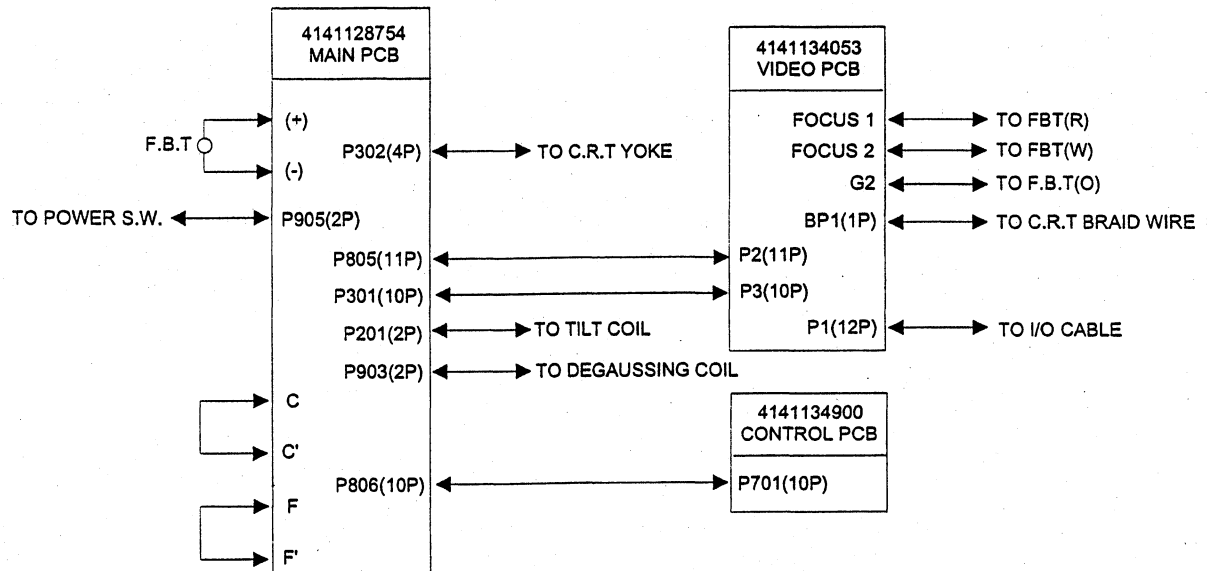 4141128754
MAIN PCB
4141134053
VIDEO PCB
(+)
F.B.T
(-)
P302(4P)
TO C.R.T YOKE
FOCUS 1
TO FBT(R)
FOCUS 2
TO FBT(W)
G2
TO F.B.T(O)
TO POWER S.W.
P905(2P)
BP1(1P)
TO C.R.T BRAID WIRE
P805(11P)
P2(11P)
P301(10P)
P3(10P)
P201(2P)
TO TILT COIL
P1(12P)
TO I/O CABLE
P903(2P)
TO DEGAUSSING COIL
C
C'
4141134900
CONTROL PCB
P806(10P)
P701(10P)
F
F'